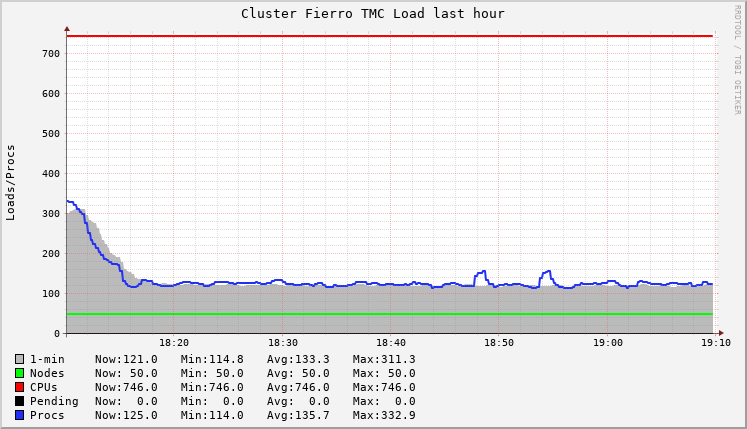 Cluster Fierro TMC Load last hour
RRDTOOL / TOBI OETIKER
Loads/Procs
700
600
500
400
300
200
100
0
18:20 18:30 18:40 18:50 19:00 19:10
1-min Now:121.0 Min:114.8 Avg:133.3 Max:311.3
Nodes Now: 50.0 Min: 50.0 Avg: 50.0 Max: 50.0
CPUs Now:746.0 Min:746.0 Avg:746.0 Max:746.0
Pending Now: 0.0 Min: 0.0 Avg: 0.0 Max: 0.0
Procs Now:125.0 Min:114.0 Avg:135.7 Max:332.9